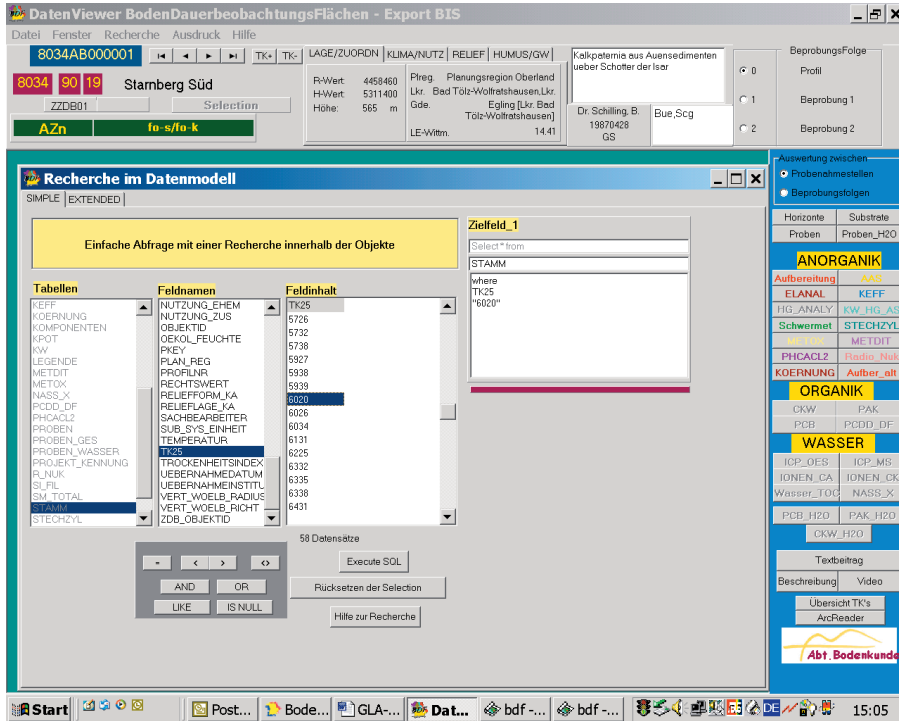 DatenViewer BodenDauerbeobachtungsFlächen - Export BIS
Datei Fenster Recherche Ausdruck Hilfe
8034AB000001 TK+ TK-
8034 90 19 Starnberg Süd
ZZDB01 Selection
AZn fo-s/fo-k
LAGE/ZUORDN KLIMA/NUTZ RELIEF HUMUS/GW
R-Wert: 4458460
H-Wert: 5311400
Höhe: 565 m
Plreg. Planungsregion Oberland
Lkr. Bad Tölz-Wolfratshausen,Lkr.
Gde. Egling [Lkr. Bad
Tölz-Wolfratshausen]
LE-Wittm. 14.41
Kalkpaternia aus Auensedimenten
ueber Schotter der Isar
Dr. Schilling, B.
19870428
GS
Bue,Scg
BeprobungsFolge
0 Profil
1 Beprobung 1
2 Beprobung 2
Recherche im Datenmodell
SIMPLE EXTENDED
Einfache Abfrage mit einer Recherche innerhalb der Objekte
Tabellen
KEFF
KOERNUNG
KOMPONENTEN
KPOT
KW
LEGENDE
METDIT
METOX
NASS_X
PCDD_DF
PHCACL2
PROBEN
PROBEN_GES
PROBEN_WASSER
PROJEKT_KENNUNG
R_NUK
SI_FIL
SM_TOTAL
STAMM
STECHZYL
Feldnamen
NUTZUNG_EHEM
NUTZUNG_ZUS
OBJEKTID
OEKOL_FEUCHTE
PKEY
PLAN_REG
PROFILNR
RECHTSWERT
RELIEFFORM_KA
RELIEFLAGE_KA
SACHBEARBEITER
SUB_SYS_EINHEIT
TEMPERATUR
TK25
TROCKENHEITSINDEX
UEBERNAHMEDATUM
UEBERNAHMEINSTITU
VERT_WOELB_RADIUS
VERT_WOELB_RICHT
ZDB_OBJEKTID
Feldinhalt
TK25
5726
5732
5738
5927
5938
5939
6020
6026
6034
6131
6225
6332
6335
6338
6431
58 Datensätze
Zielfeld_1
Select * from
STAMM
where
TK25
"6020"
= < > <>
AND OR
LIKE IS NULL
Execute SQL
Rücksetzen der Selection
Hilfe zur Recherche
Auswertung zwischen
Probenahmestellen
Beprobungsfolgen
Horizonte Substrate
Proben Proben_H2O
ANORGANIK
Aufbereitung
ELANAL KEFF
HG_ANALY KW_HG_AS
Schwermet STECHZYL
METOX METDIT
PHCACL2 Radio_Nuk
KOERNUNG Aufber_alt
ORGANIK
CKW PAK
PCB PCDD_DF
WASSER
ICP_OES ICP_MS
IONEN_CA IONEN_CK
Wasser_TOC NASS_X
PCB_H2O PAK_H2O
CKW_H2O
Textbeitrag
Beschreibung Video
Übersicht TK's
ArcReader
Abt.Bodenkunde
Start Post... Bode... GLA-... Dat... bdf -... bdf -... DE 15:05